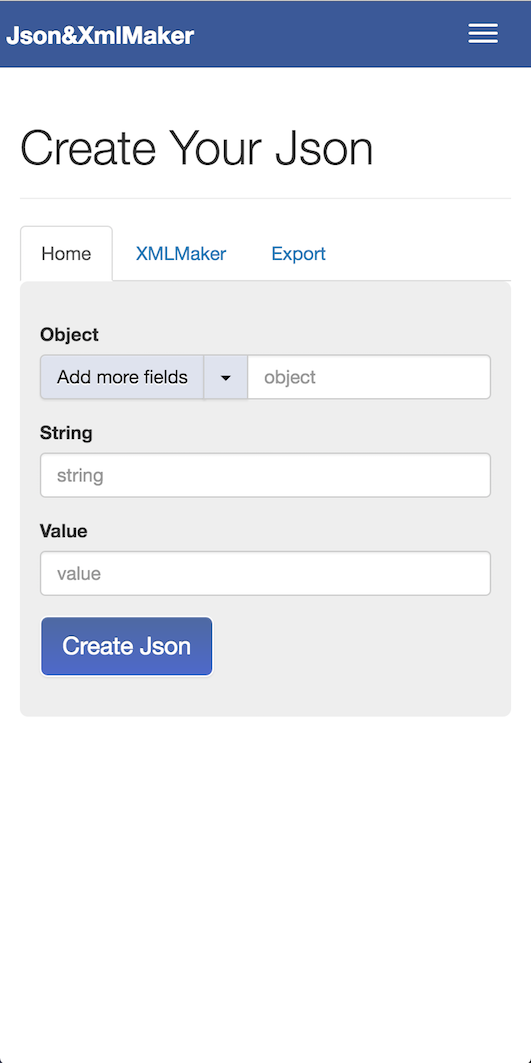 Json&XmlMaker
Create Your Json
Home XMLMaker Export
Object
Add more fields object
String
string
Value
value
Create Json